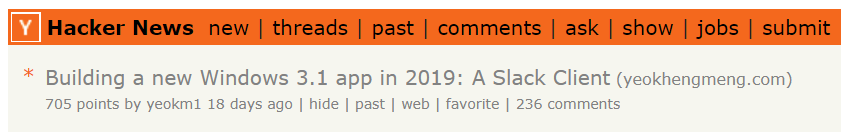 Y Hacker News new | threads | past | comments | ask | show | jobs | submit
* Building a new Windows 3.1 app in 2019: A Slack Client (yeokhengmeng.com)
705 points by yeokm1 18 days ago | hide | past | web | favorite | 236 comments